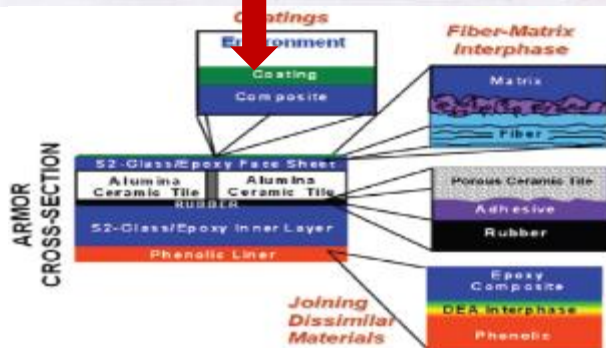 Coatings
Environment
Coating
Composite
Fiber-Matrix
Interphase
Matrix
Fiber
ARMOR
CROSS-SECTION
S2-Glass/Epoxy Face Sheet
Alumina
Ceramic Tile
Alumina
Ceramic Tile
RUBBER
S2-Glass/Epoxy Inner Layer
Phenolic Liner
Porous Ceramic Tile
Adhesive
Rubber
Joining
Dissimilar
Materials
Epoxy
Composite
DEA Interphase
Phenolic